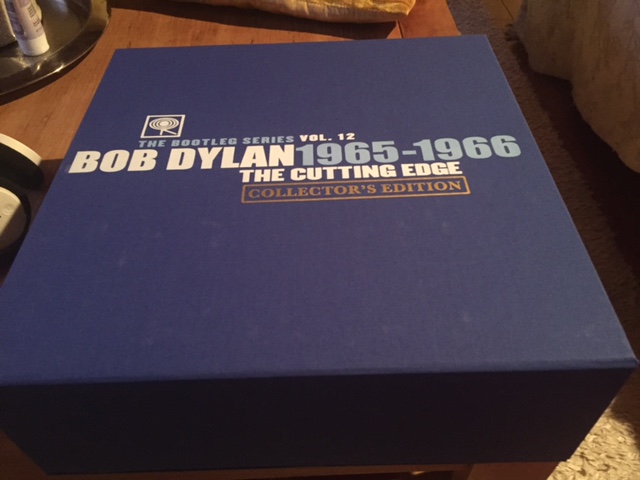 THE BOOTLEG SERIES VOL. 12
BOB DYLAN 1965-1966
THE CUTTING EDGE
COLLECTOR'S EDITION